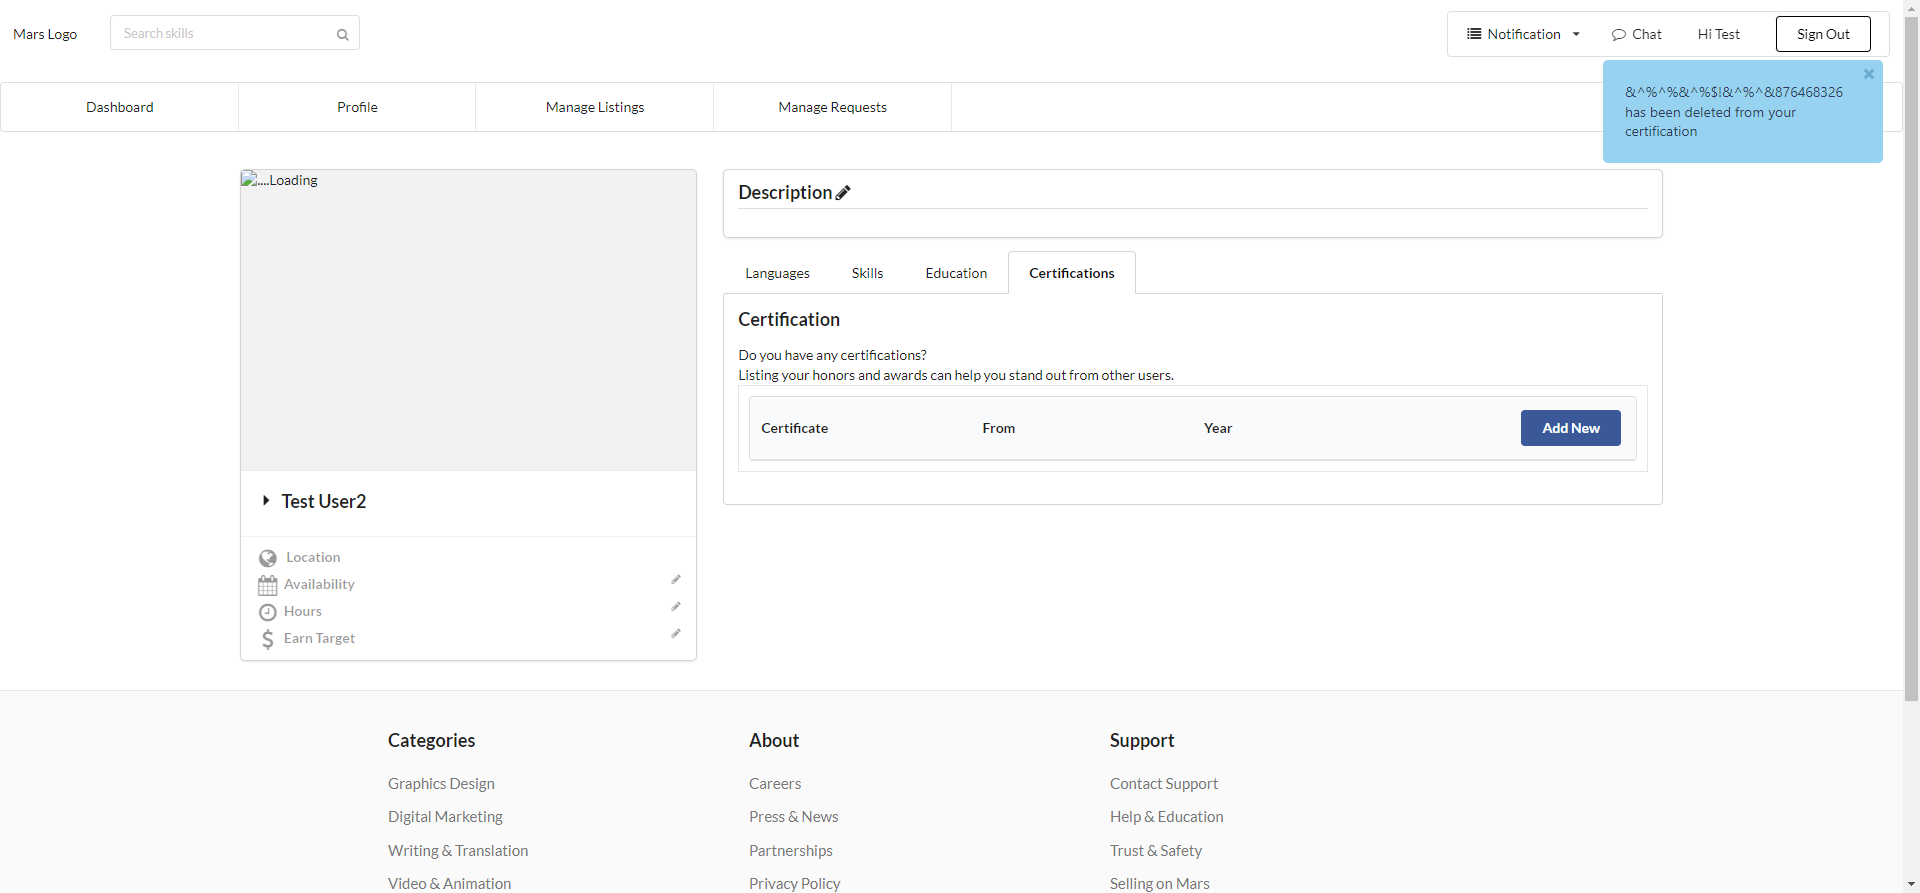 Mars Logo
Search skills
Notification
Chat
Hi Test
Sign Out
&^%^%&^%$!&^%^&876468326
has been deleted from your
certification
Dashboard
Profile
Manage Listings
Manage Requests
....Loading
Test User2
Location
Availability
Hours
Earn Target
Description
Languages
Skills
Education
Certifications
Certification
Do you have any certifications?
Listing your honors and awards can help you stand out from other users.
Certificate
From
Year
Add New
Categories
Graphics Design
Digital Marketing
Writing & Translation
Video & Animation
About
Careers
Press & News
Partnerships
Privacy Policy
Support
Contact Support
Help & Education
Trust & Safety
Selling on Mars